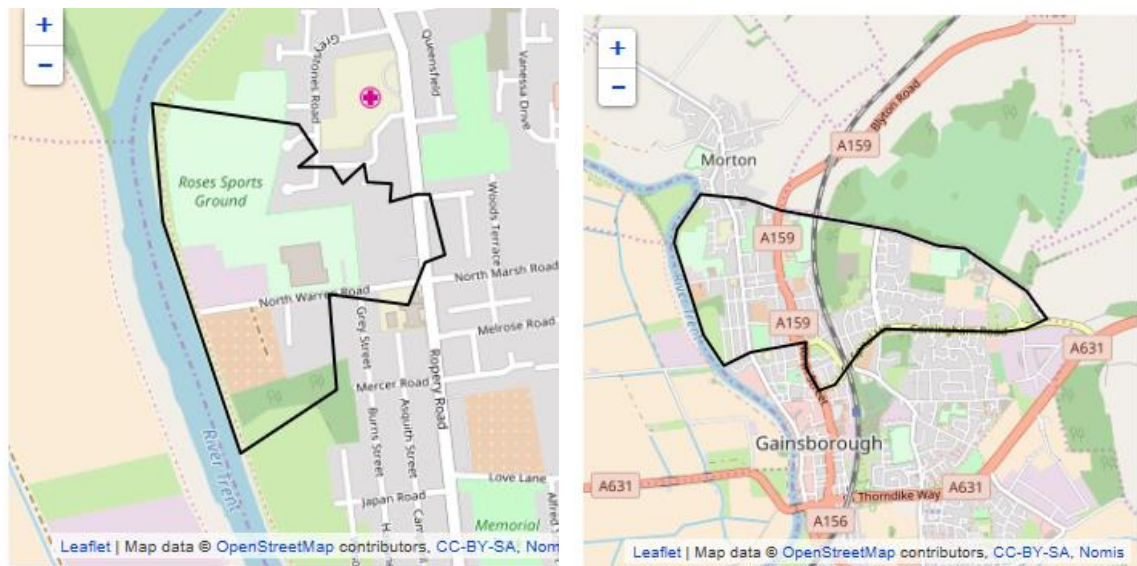 +
−
Greystones Road
Queensfield
Vanessa Drive
Roses Sports
Ground
Woods Terrace
North Marsh Road
North Warren Road
Grey Street
Melrose Road
Ropery Road
Mercer Road
Burns Street
Asquith Street
River Trent
Love Lane
Japan Road
Memorial
Leaflet | Map data © OpenStreetMap contributors, CC-BY-SA, Nom
+
−
Blyton Road
A159
Morton
A159
River Trent
A159
A631
Gainsborough
A631
Thorndike Way
A631
A156
Leaflet | Map data © OpenStreetMap contributors, CC-BY-SA, Nomis